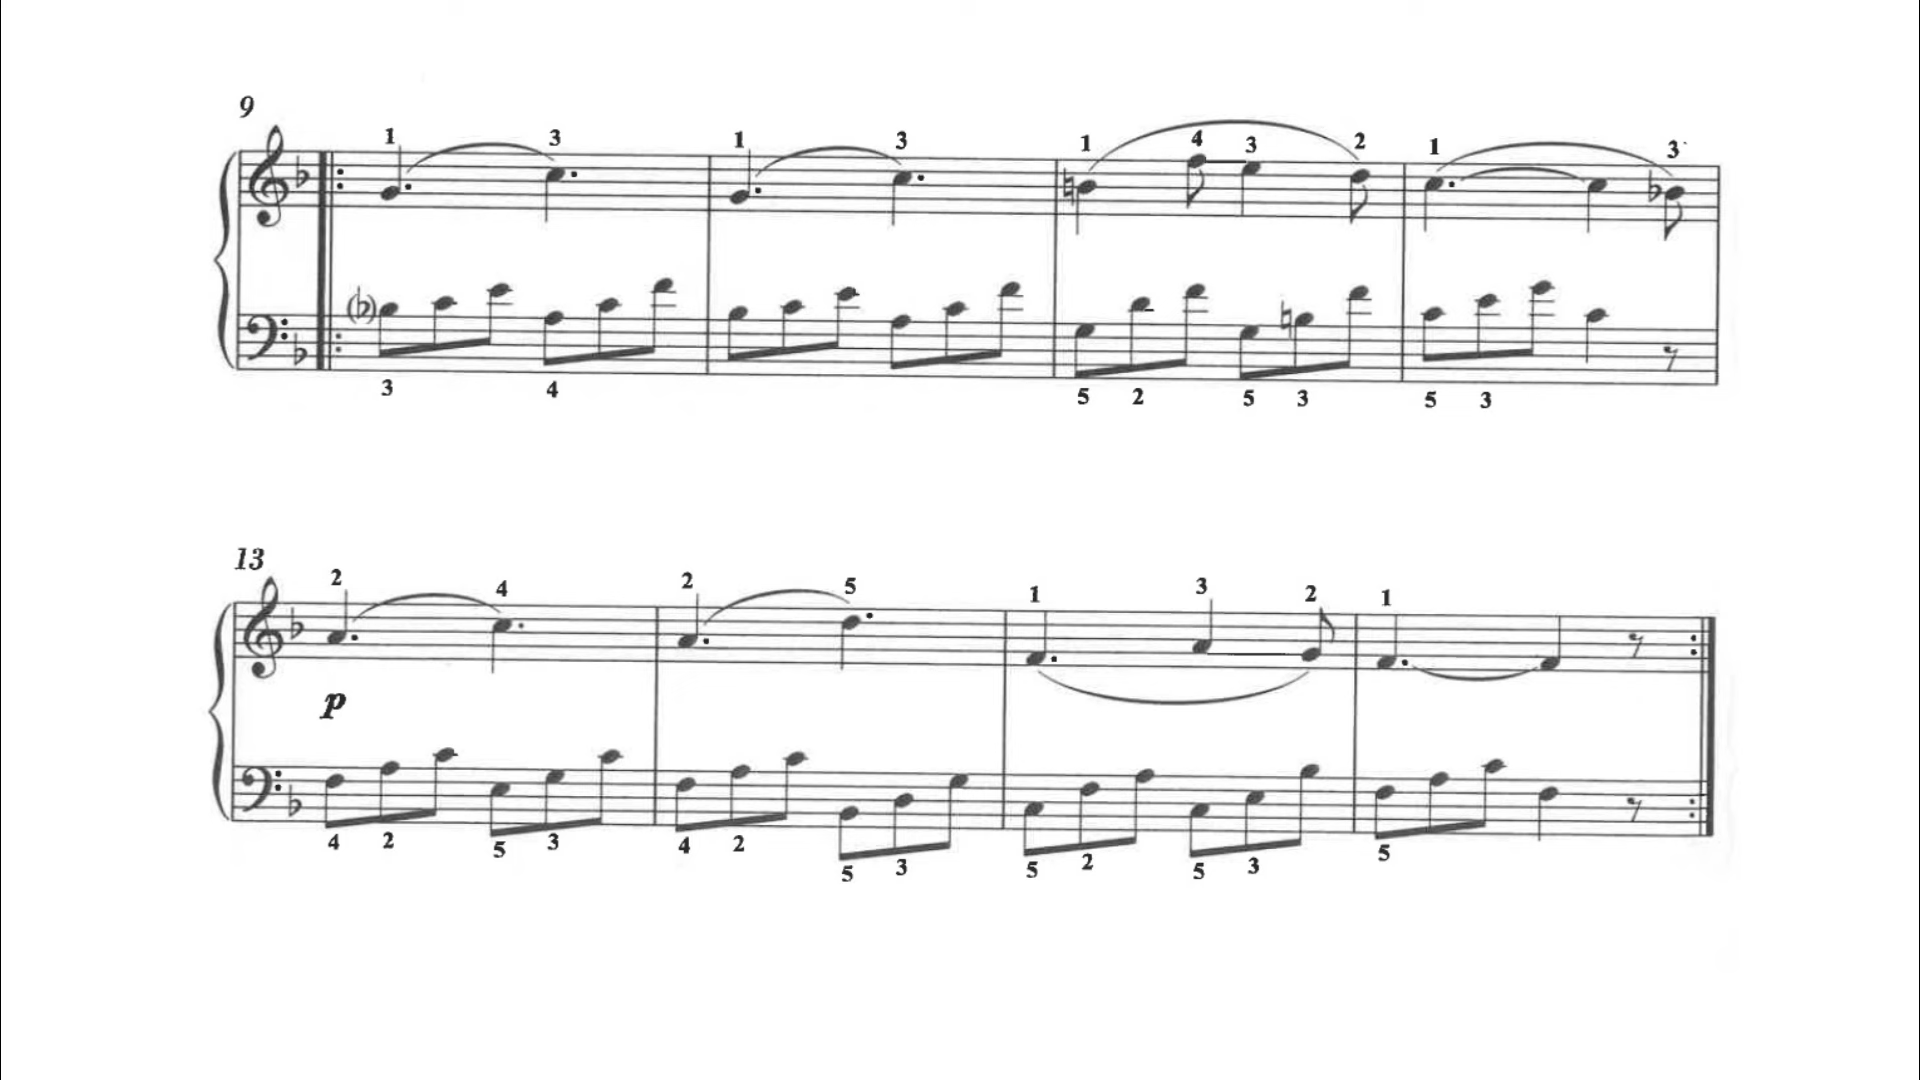 9
1 3 1 3 1 4 3 2 1 3
3 4 5 2 5 3 5 3
13
2 4 2 5 1 3 2 1
p
4 2 5 3 4 2 5 3 5 2 5 3 5